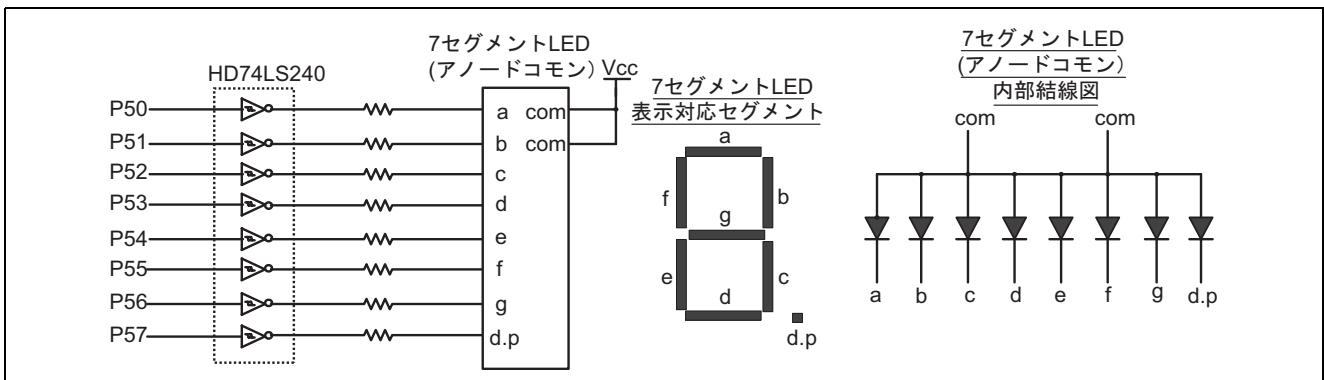 7セグメントLED
(アノードコモン)
Vcc
HD74LS240
P50
P51
P52
P53
P54
P55
P56
P57
a com
b com
c
d
e
f
g
d.p
7セグメントLED
表示対応セグメント
a
f
b
g
e
c
d
d.p
7セグメントLED
(アノードコモン)
内部結線図
com com
a b c d e f g d.p